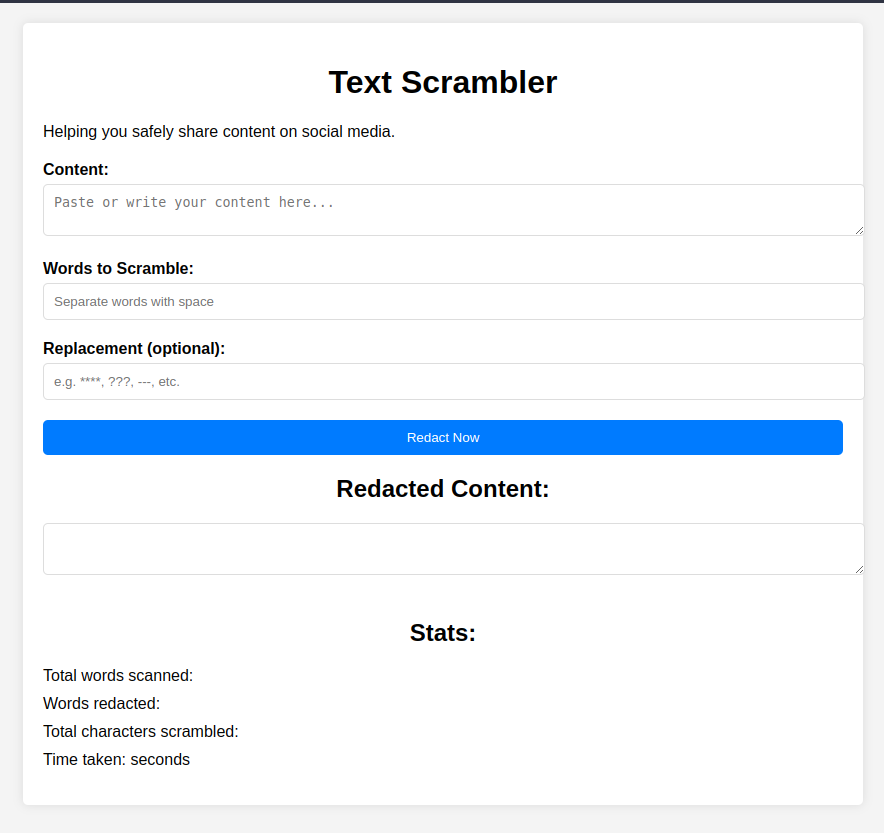 Text Scrambler
Helping you safely share content on social media.
Content:
Paste or write your content here...
Words to Scramble:
Separate words with space
Replacement (optional):
e.g. ****, ???, ---, etc.
Redact Now
Redacted Content:
Stats:
Total words scanned:
Words redacted:
Total characters scrambled:
Time taken: seconds